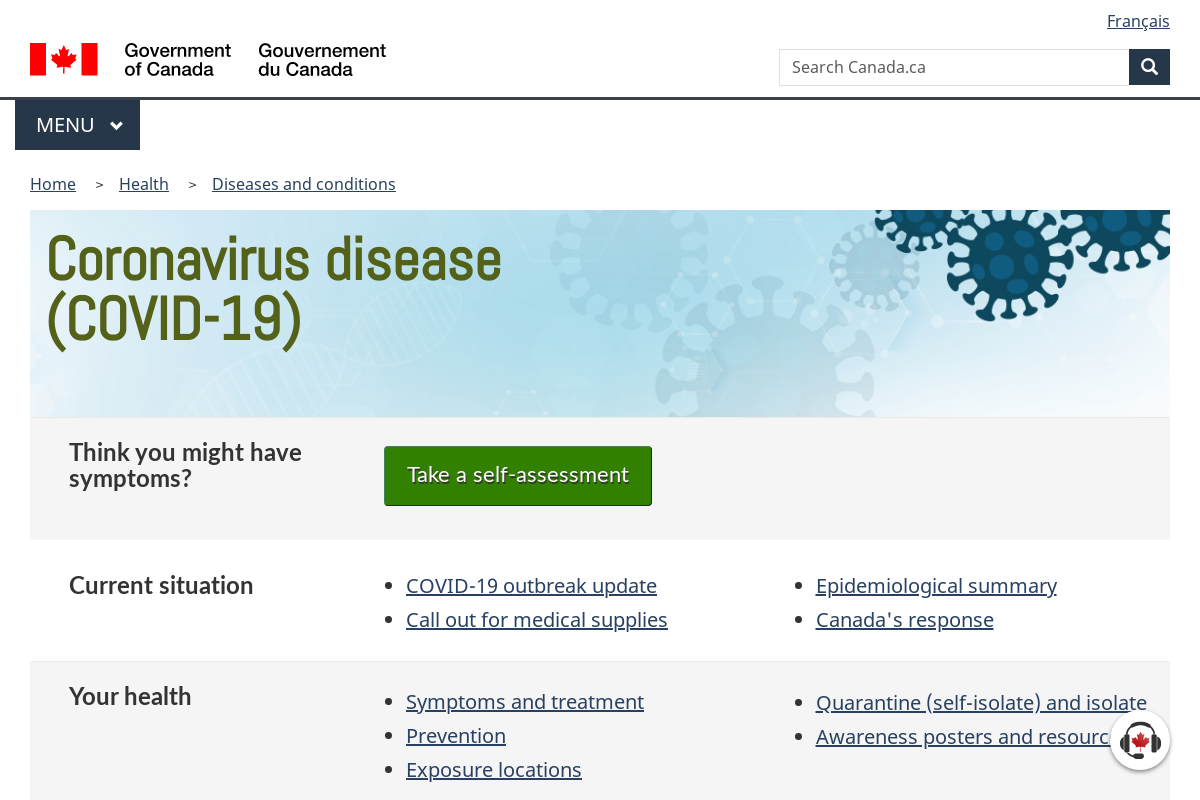 Français
Government of Canada
Gouvernement du Canada
Search Canada.ca
MENU
Home > Health > Diseases and conditions
Coronavirus disease
(COVID-19)
Think you might have
symptoms?
Take a self-assessment
Current situation
COVID-19 outbreak update
Call out for medical supplies
Epidemiological summary
Canada's response
Your health
Symptoms and treatment
Prevention
Exposure locations
Quarantine (self-isolate) and isolate
Awareness posters and